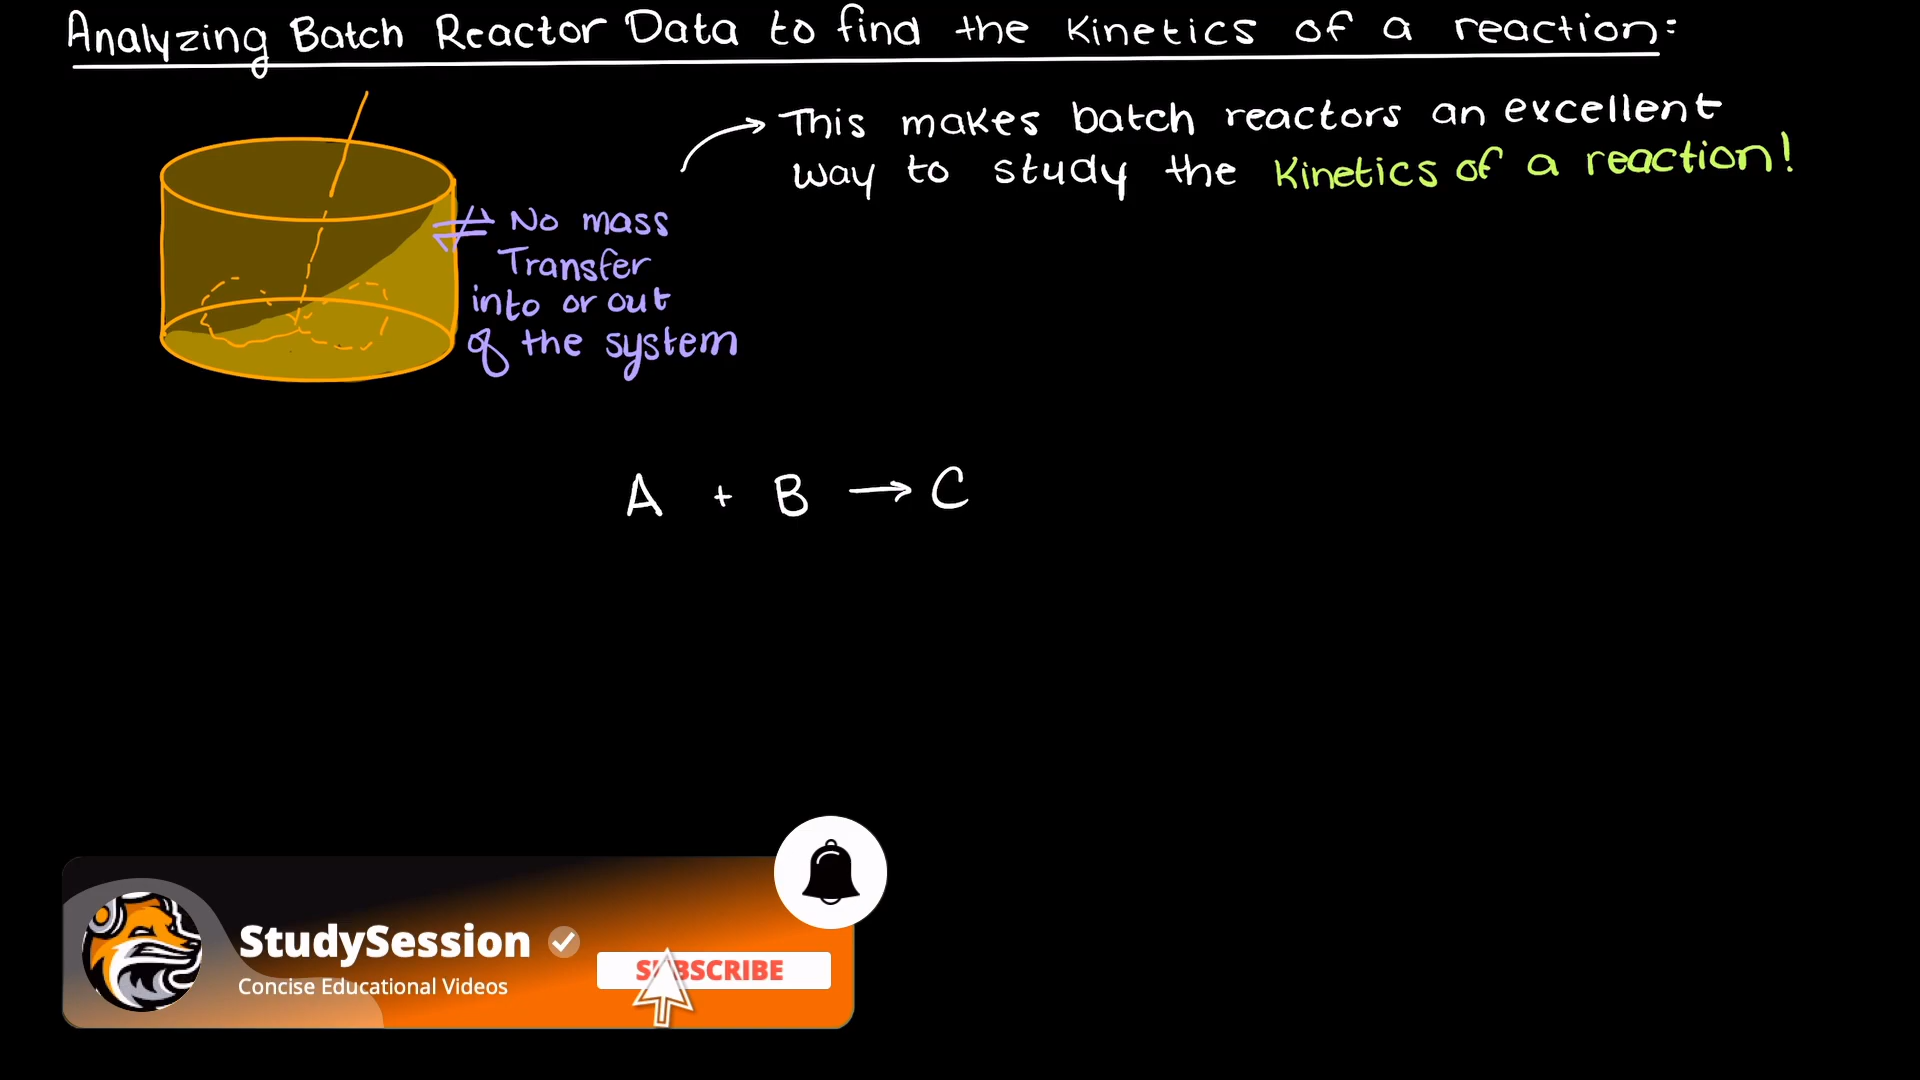 Analyzing Batch Reactor Data to find the kinetics of a reaction:
This makes batch reactors an excellent
way to study the kinetics of a reaction!
No mass
Transfer
into or out
of the system
A + B → C
StudySession
Concise Educational Videos
SUBSCRIBE